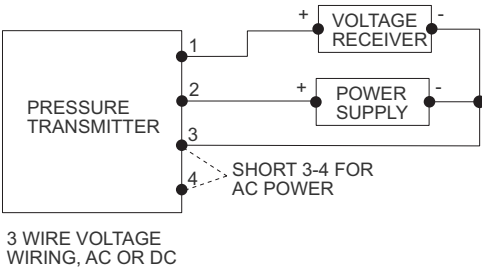 + VOLTAGE -
RECEIVER
1
2
+ POWER -
SUPPLY
PRESSURE
TRANSMITTER
3
4
SHORT 3-4 FOR
AC POWER
3 WIRE VOLTAGE
WIRING, AC OR DC